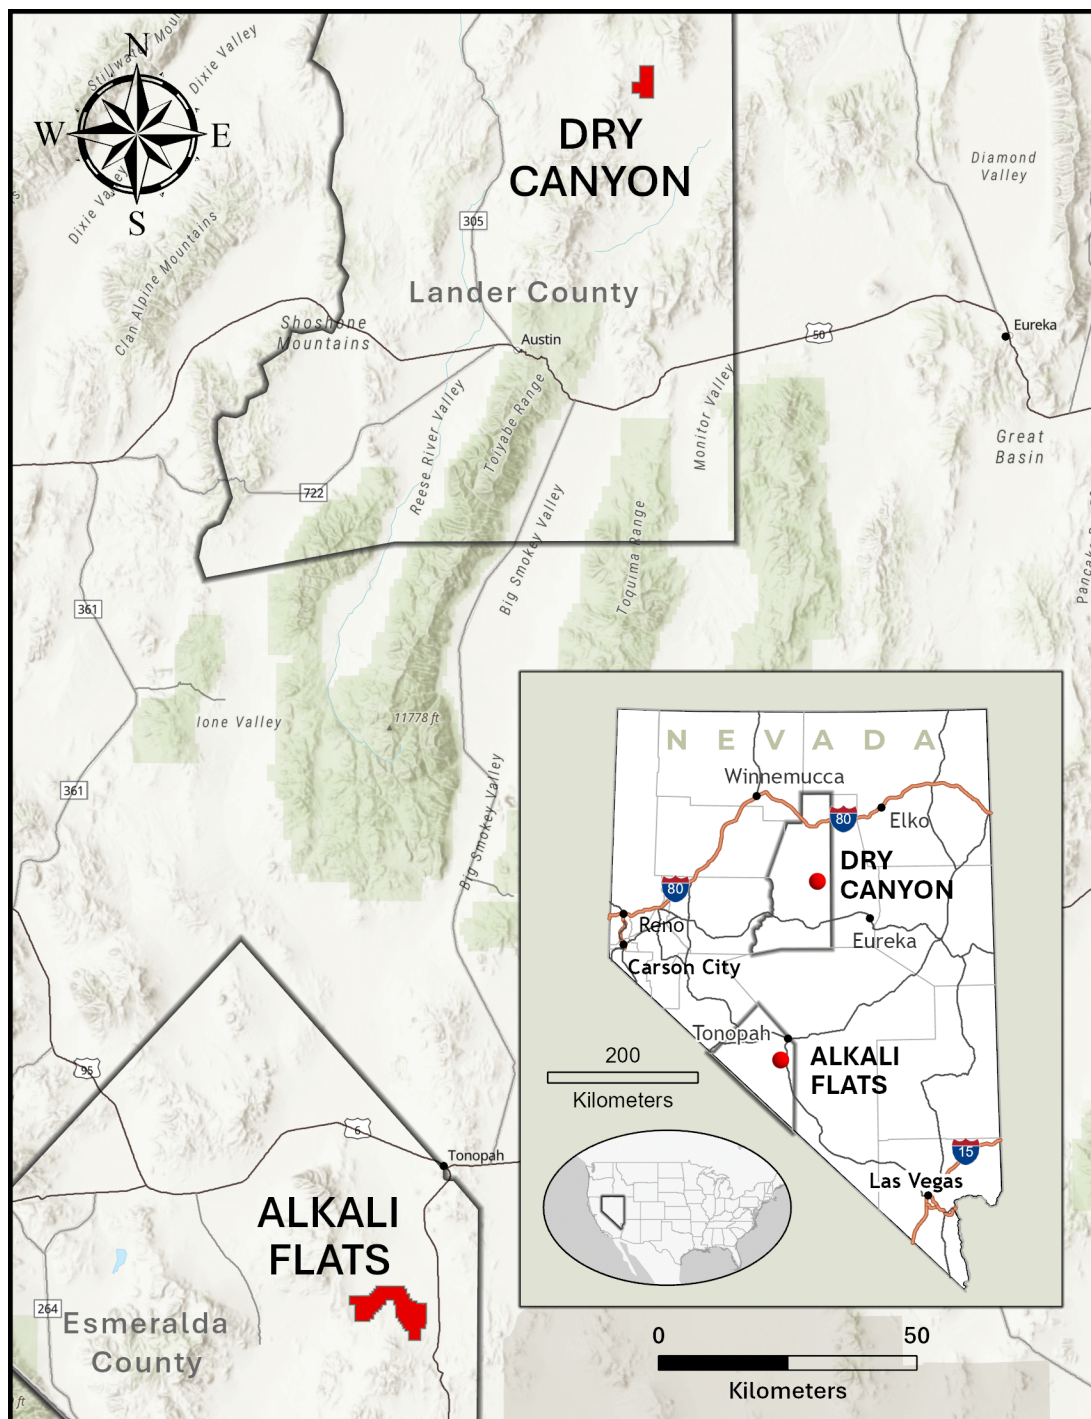 N
W
E
S
Dixie Valley
Dixie Valley
Clan Alpine Mountains
DRY
CANYON
305
Diamond
Valley
Lander County
Shoshone
Mountains
Austin
50
Eureka
Reese River Valley
Toiyabe Range
Monitor Valley
Great
Basin
722
Big Smokey Valley
Toquima Range
361
Ione Valley
11778 ft
361
Big Smokey Valley
95
6
Tonopah
ALKALI
FLATS
264
Esmeralda
County
ft
NEVADA
Winnemucca
80
Elko
DRY
CANYON
80
Reno
Eureka
Carson City
Tonopah
ALKALI
FLATS
200
Kilometers
15
Las Vegas
0
50
Kilometers